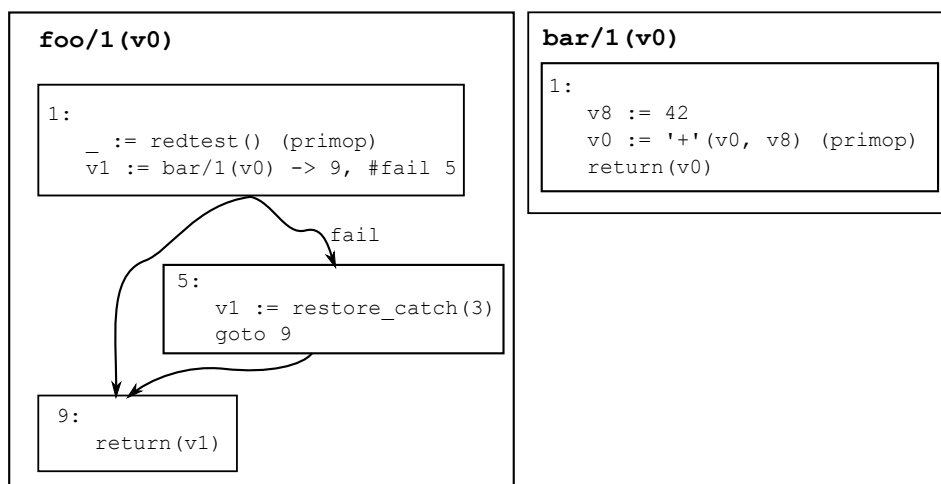 foo/1(v0)
1:
_ := redtest() (primop)
v1 := bar/1(v0) -> 9, #fail 5
fail
5:
v1 := restore_catch(3)
goto 9
9:
return(v1)
bar/1(v0)
1:
v8 := 42
v0 := '+'(v0, v8) (primop)
return(v0)